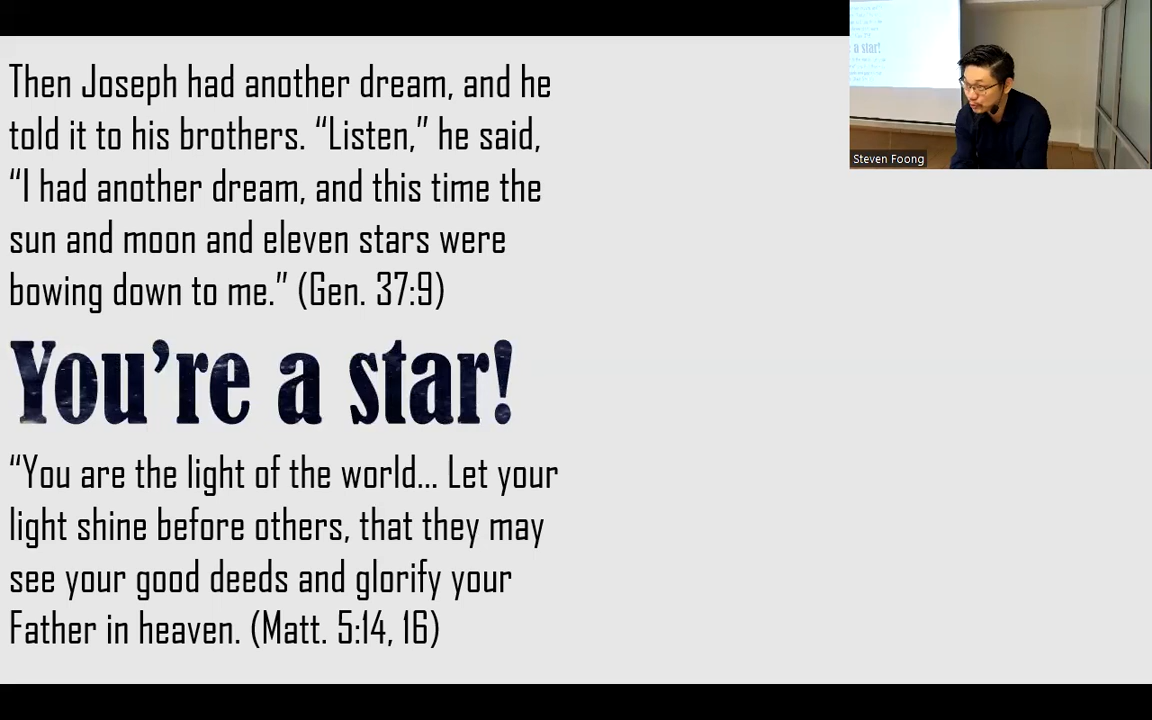 Then Joseph had another dream, and he
told it to his brothers. “Listen,” he said,
“I had another dream, and this time the
sun and moon and eleven stars were
bowing down to me.” (Gen. 37:9)
You’re a star!
“You are the light of the world... Let your
light shine before others, that they may
see your good deeds and glorify your
Father in heaven. (Matt. 5:14, 16)
a star!
Steven Foong